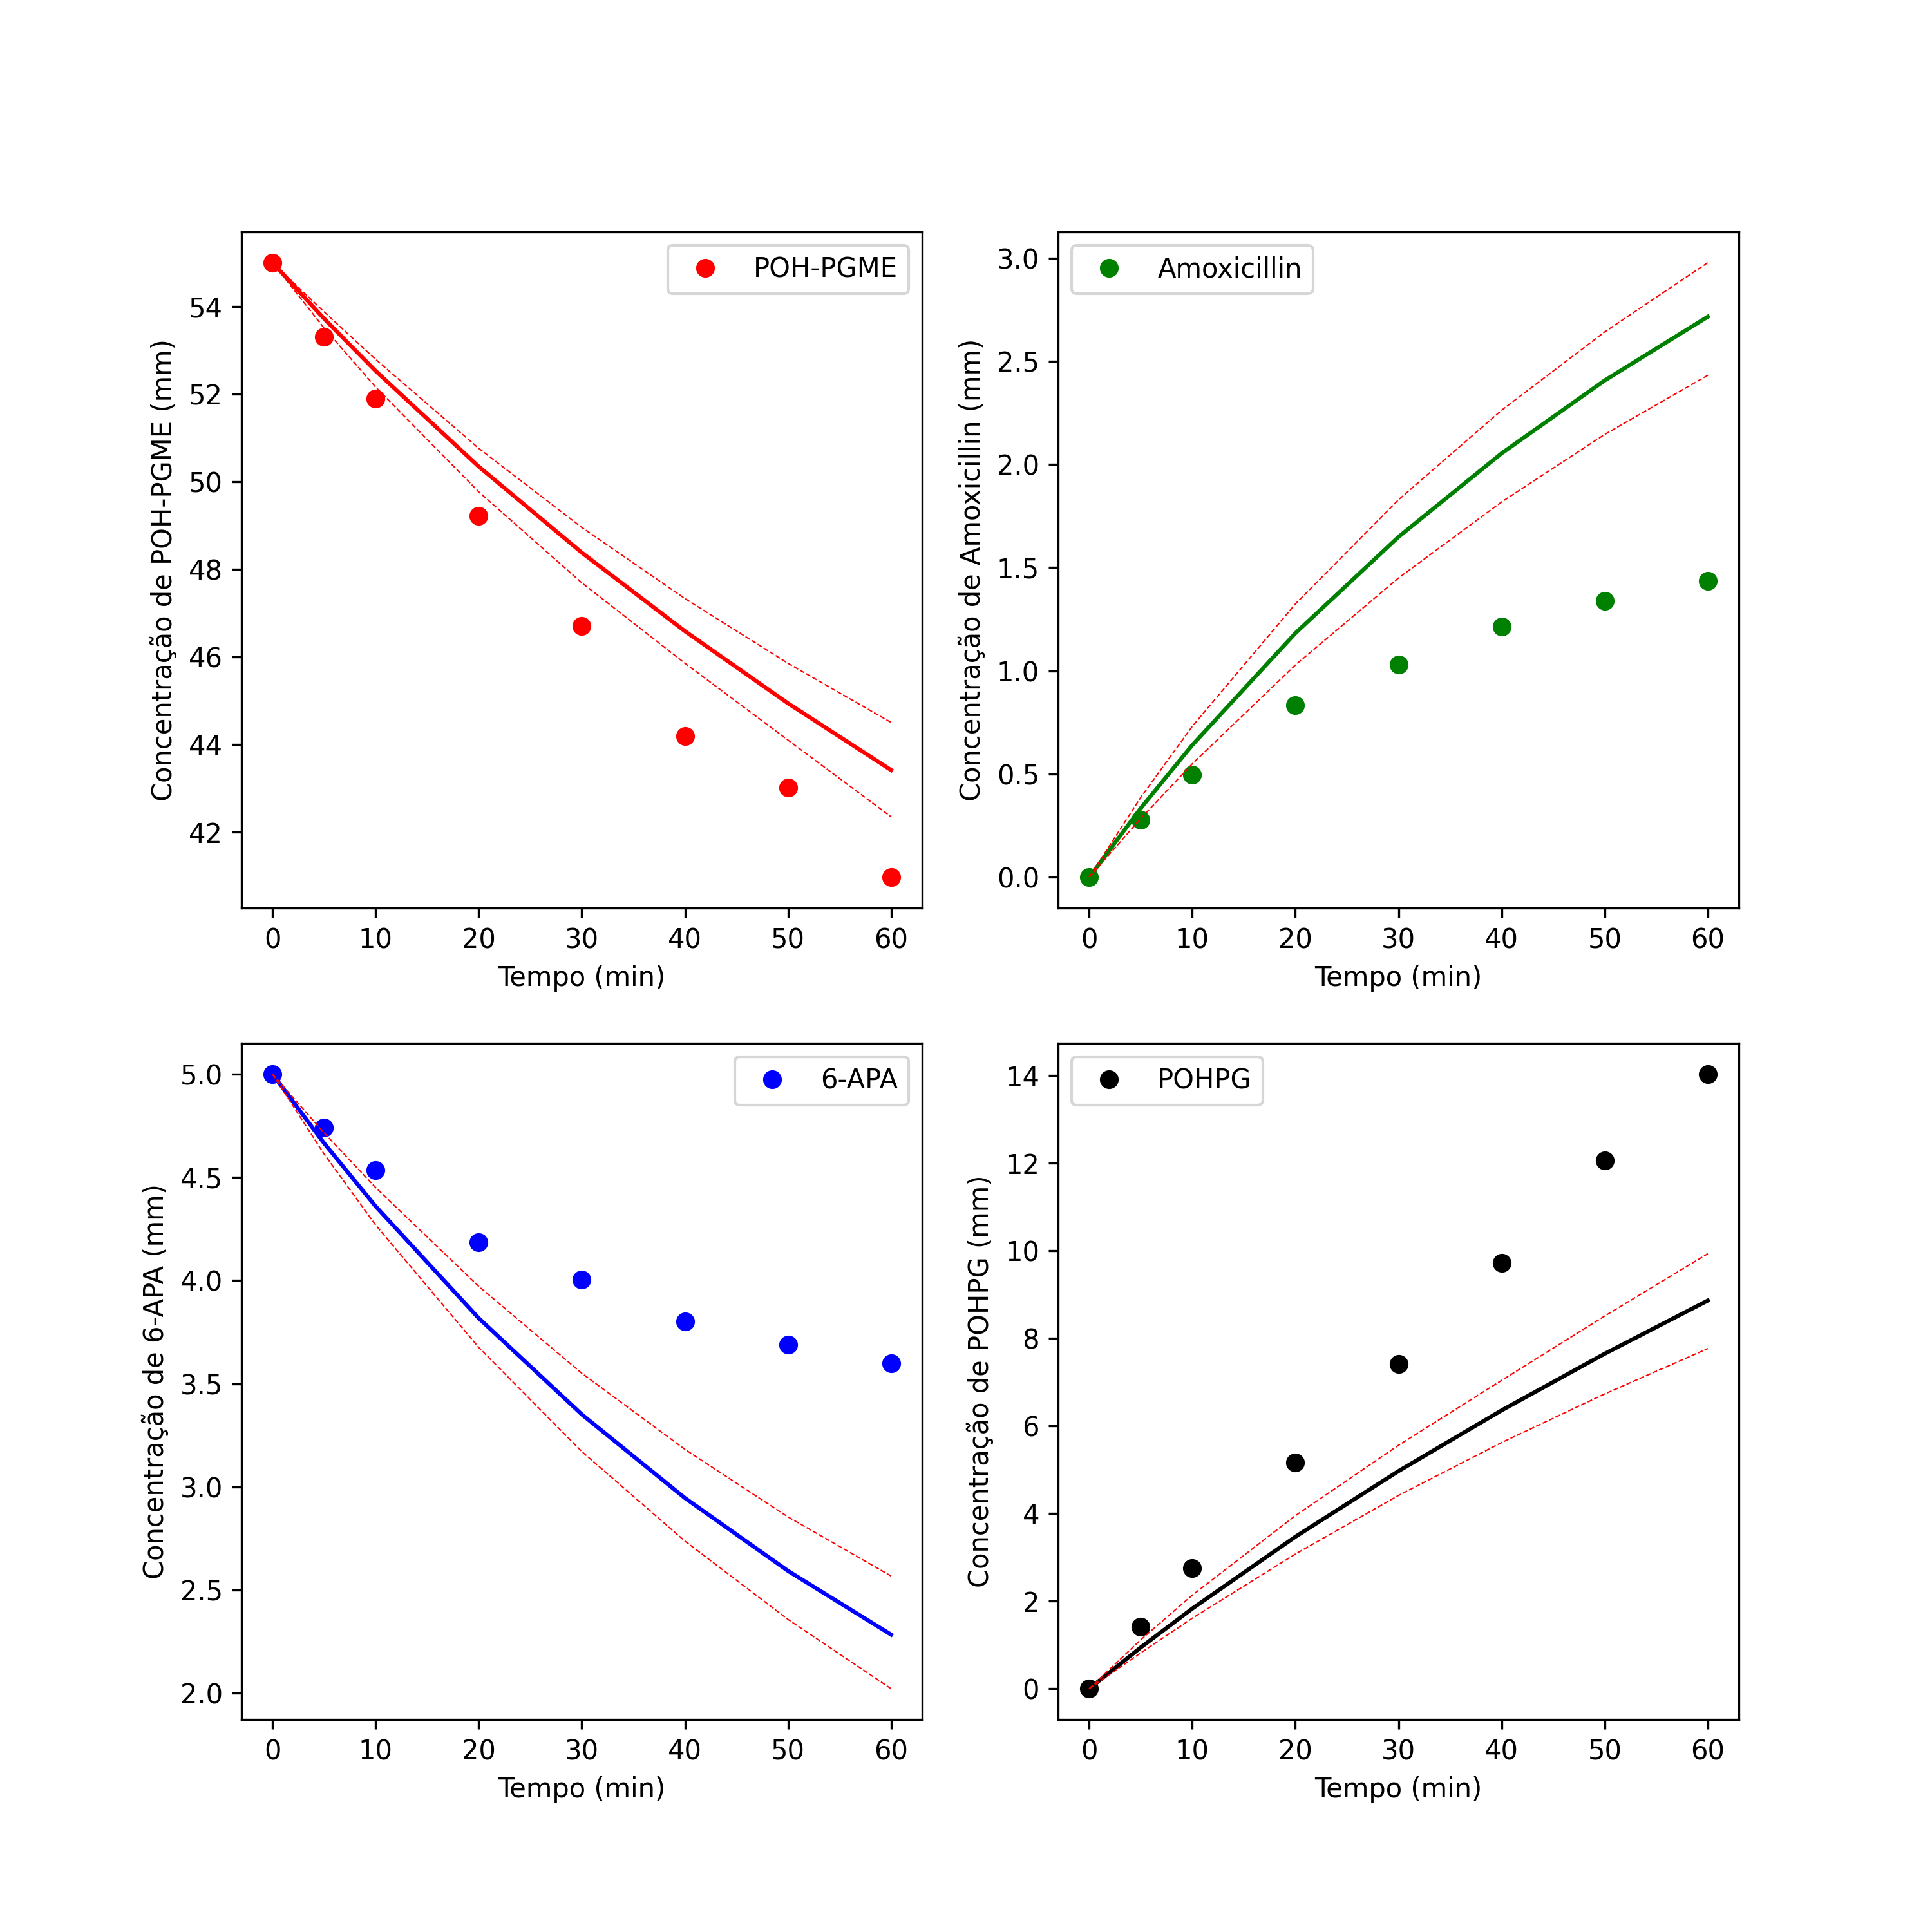 POH-PGME
Concentração de POH-PGME (mm)
54
52
50
48
46
44
42
0 10 20 30 40 50 60
Tempo (min)
Amoxicillin
Concentração de Amoxicillin (mm)
3.0
2.5
2.0
1.5
1.0
0.5
0.0
0 10 20 30 40 50 60
Tempo (min)
6-APA
Concentração de 6-APA (mm)
5.0
4.5
4.0
3.5
3.0
2.5
2.0
0 10 20 30 40 50 60
Tempo (min)
POHPG
Concentração de POHPG (mm)
14
12
10
8
6
4
2
0
0 10 20 30 40 50 60
Tempo (min)